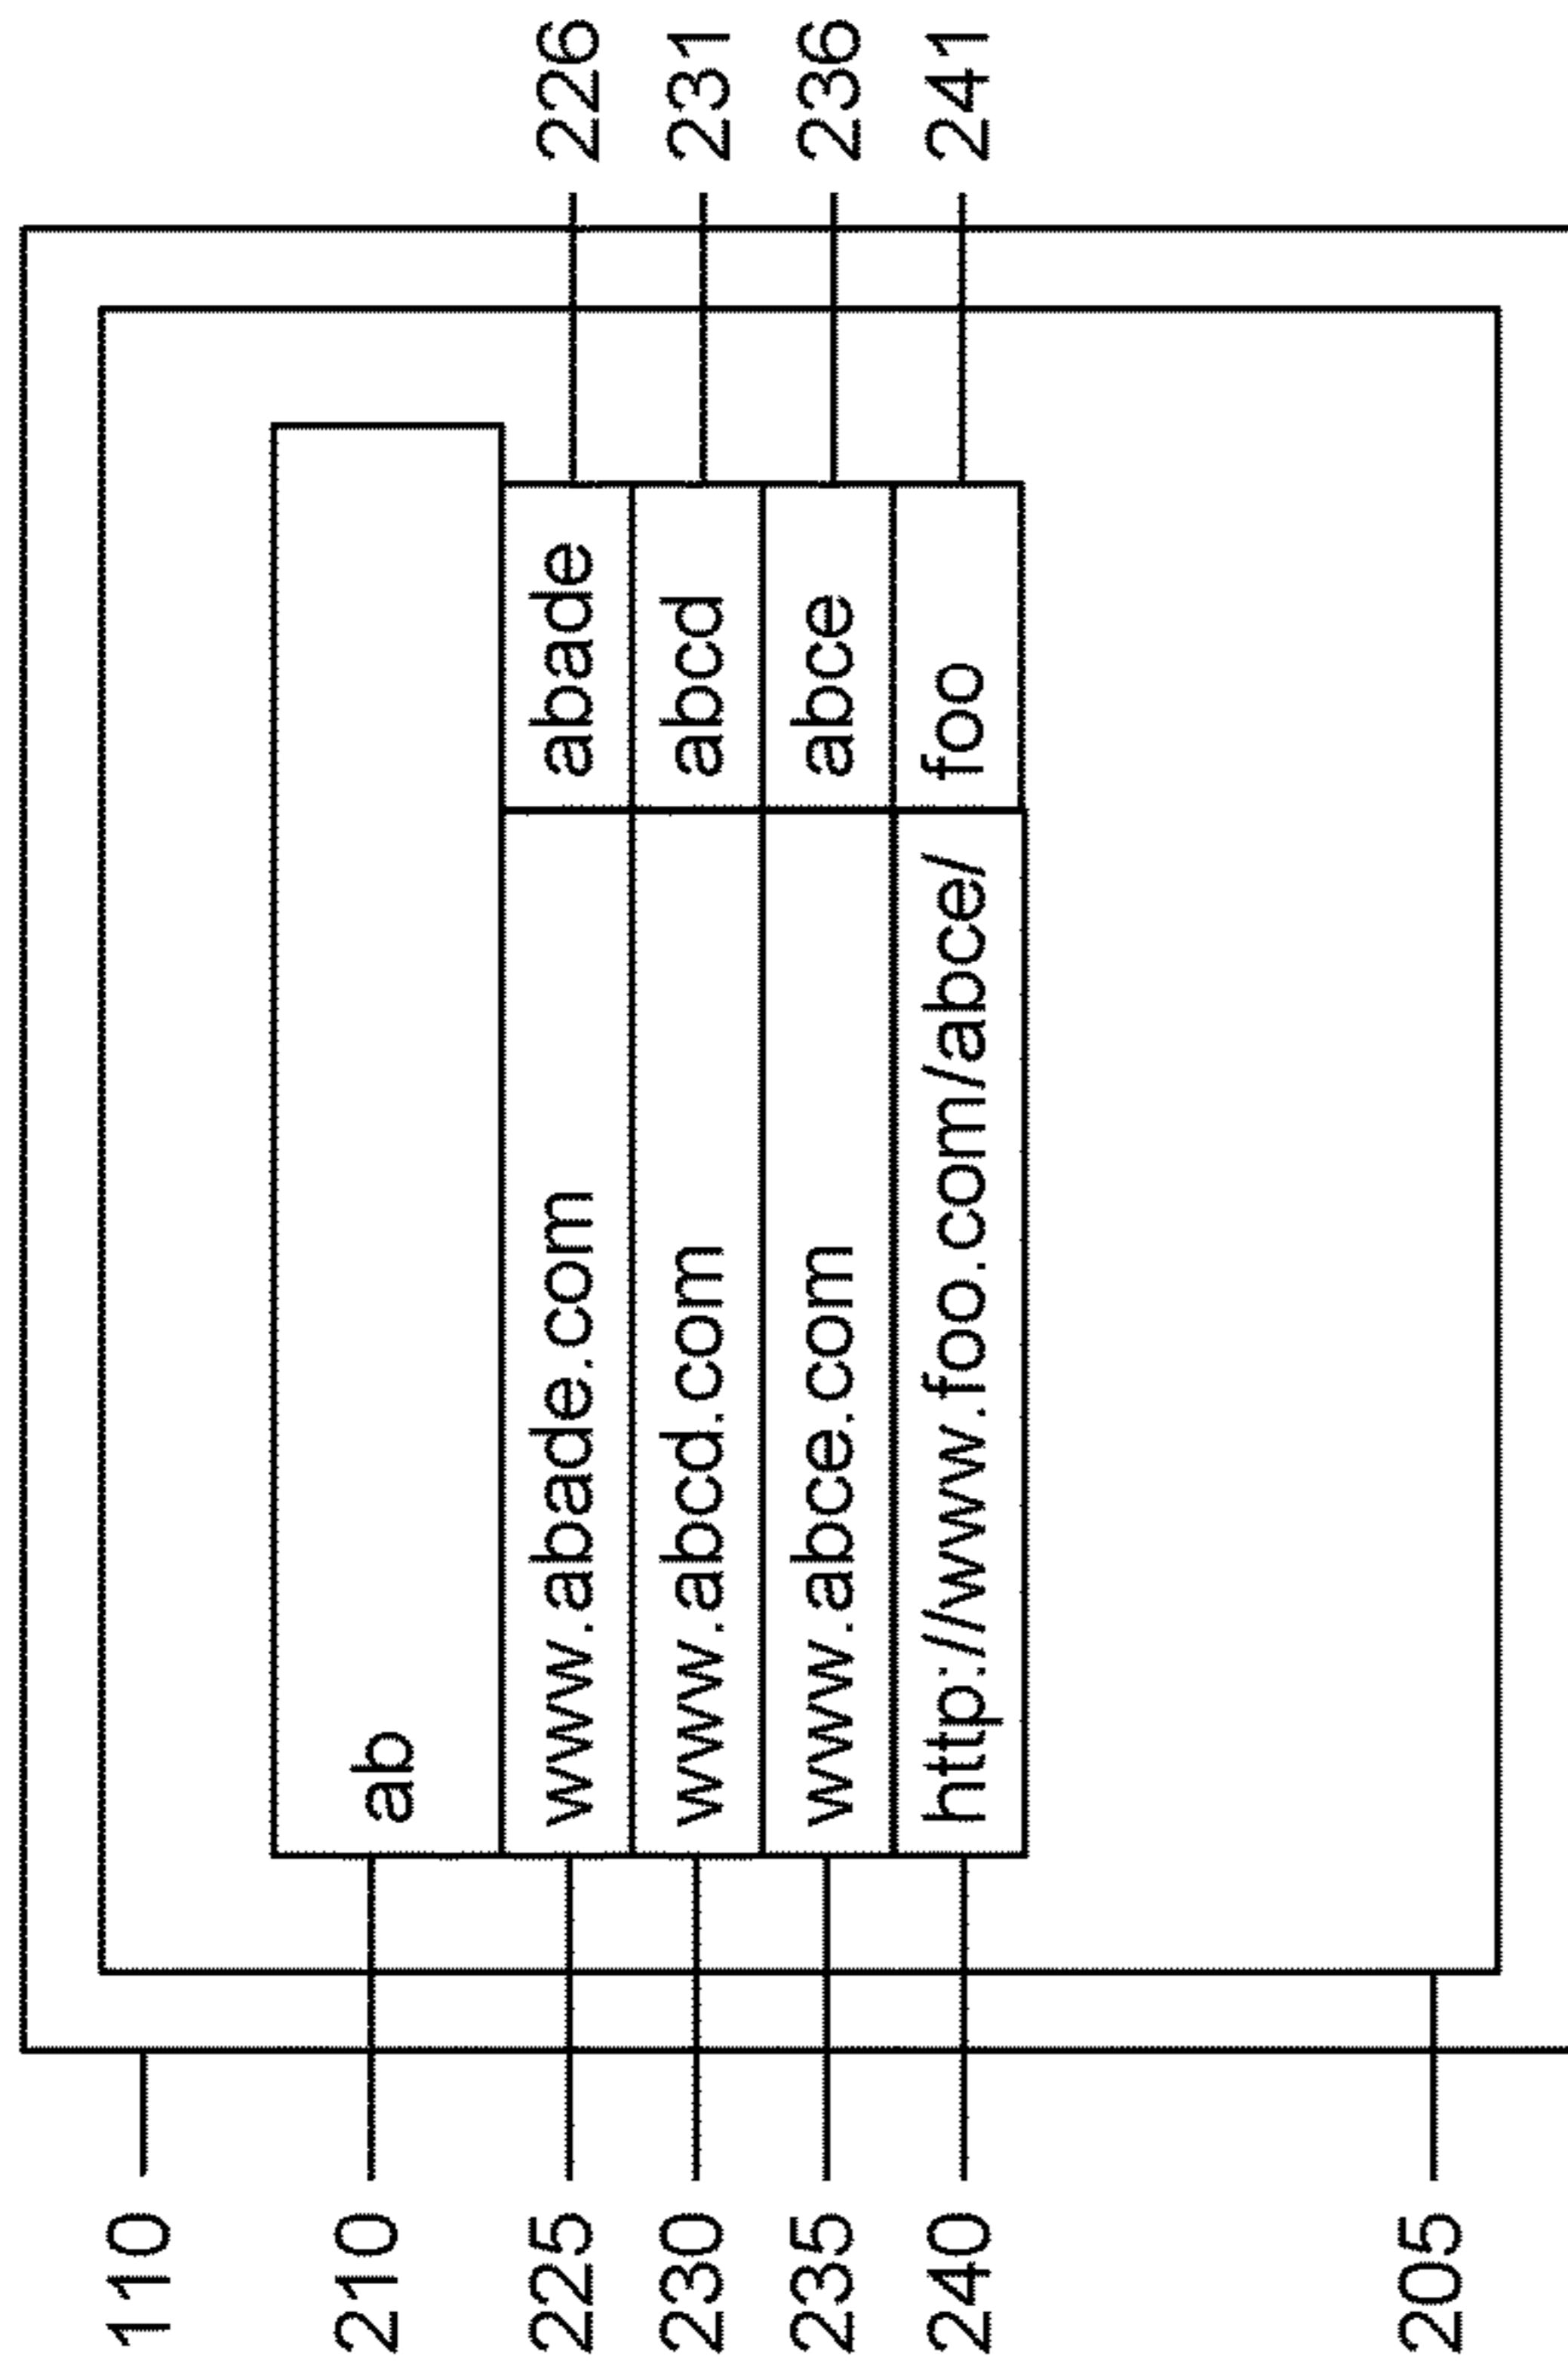 110
210 ab
225 www.abade.com abade 226
230 www.abcd.com abcd 231
235 www.abce.com abce 236
240 http://www.foo.com/abce/ foo 241
205